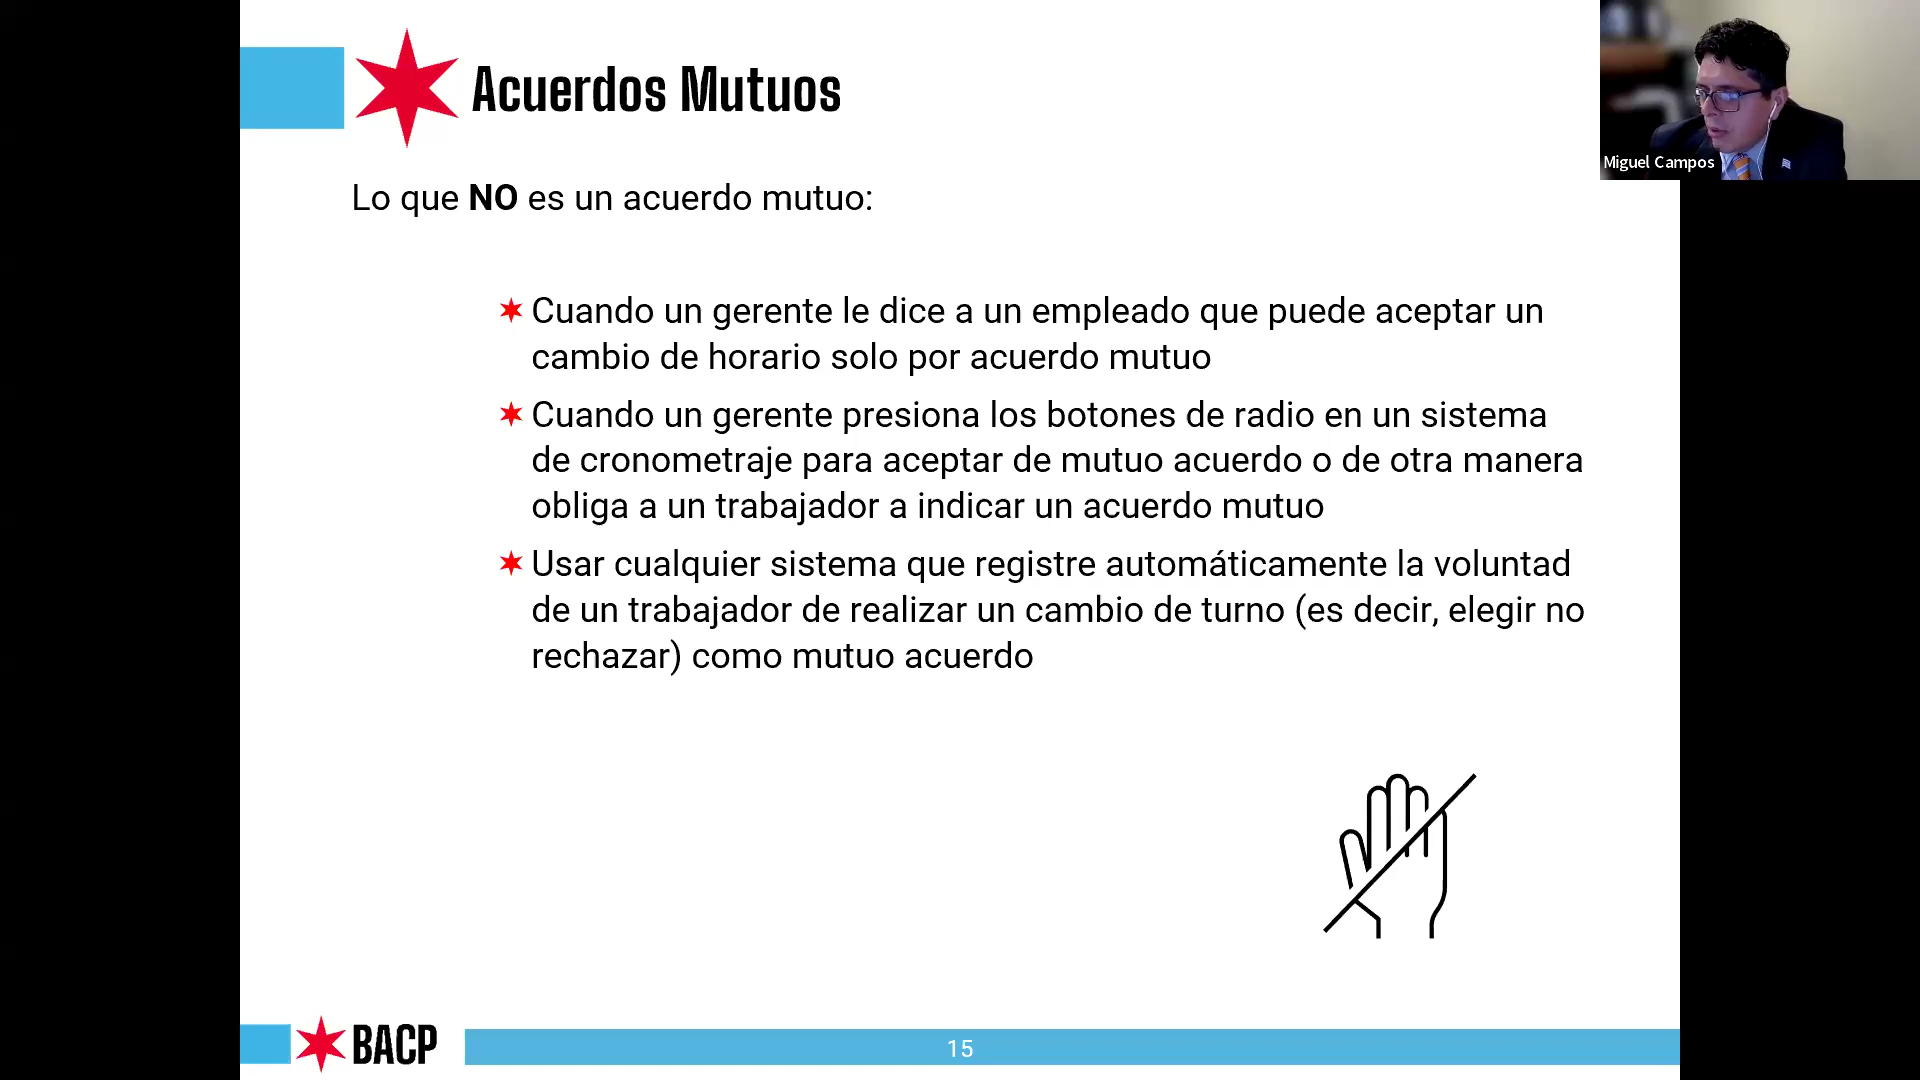 Acuerdos Mutuos
Miguel Campos
Lo que NO es un acuerdo mutuo:
Cuando un gerente le dice a un empleado que puede aceptar un
cambio de horario solo por acuerdo mutuo
Cuando un gerente presiona los botones de radio en un sistema
de cronometraje para aceptar de mutuo acuerdo o de otra manera
obliga a un trabajador a indicar un acuerdo mutuo
Usar cualquier sistema que registre automáticamente la voluntad
de un trabajador de realizar un cambio de turno (es decir, elegir no
rechazar) como mutuo acuerdo
BACP
15